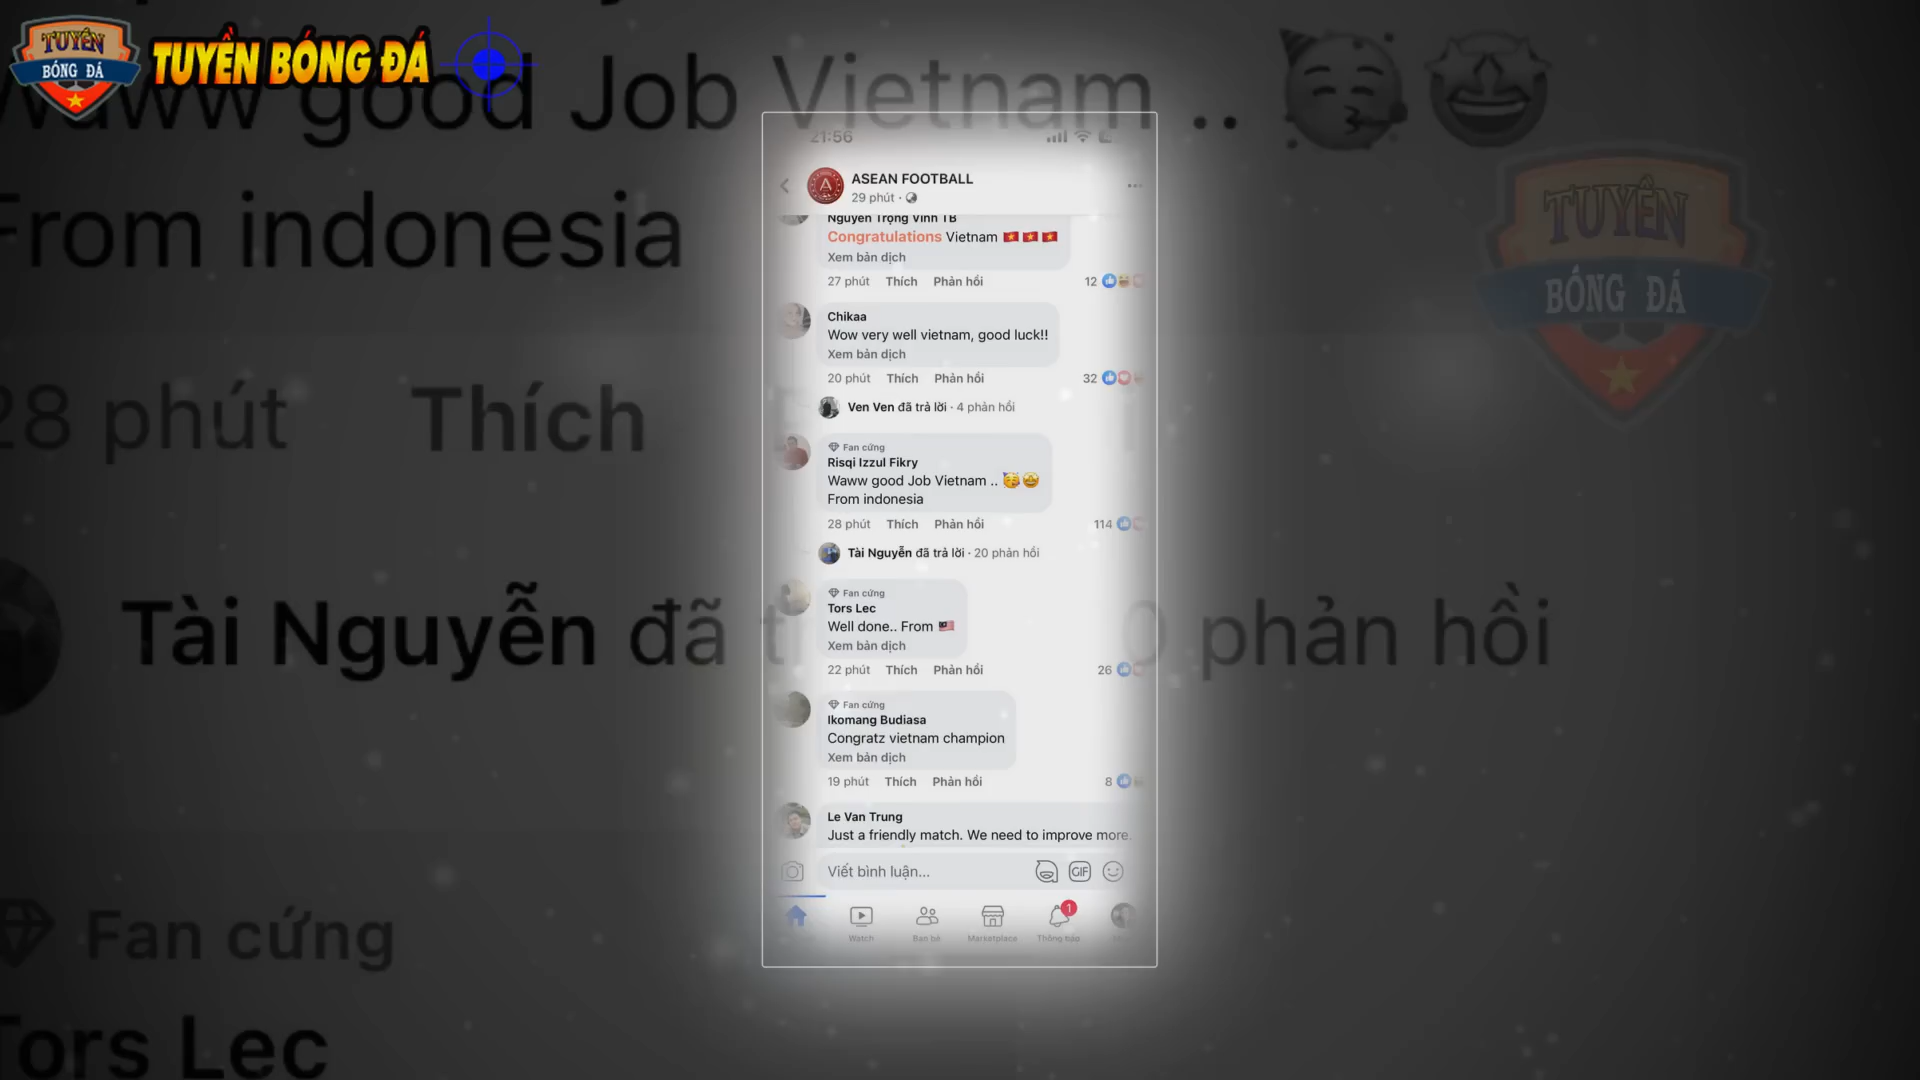 TUYỀN
BÓNG ĐÁ
TUYỀN BÓNG ĐÁ
Waww good Job Vietnam ..
From indonesia
28 phút Thích
Tài Nguyễn đã phản hồi
Fan cứng
Tors Lec
TUYỀN
BÓNG ĐÁ
21:56
ASEAN FOOTBALL
29 phút ·
Nguyễn Trọng Vinh TB
Congratulations Vietnam 🇻🇳🇻🇳🇻🇳
Xem bản dịch
27 phút Thích Phản hồi 12
Chikaa
Wow very well vietnam, good luck!!
Xem bản dịch
20 phút Thích Phản hồi 32
Ven Ven đã trả lời · 4 phản hồi
Fan cứng
Risqi Izzul Fikry
Waww good Job Vietnam .. 🥳🤩
From indonesia
28 phút Thích Phản hồi 114
Tài Nguyễn đã trả lời · 20 phản hồi
Fan cứng
Tors Lec
Well done.. From 🇲🇾
Xem bản dịch
22 phút Thích Phản hồi 26
Fan cứng
Ikomang Budiasa
Congratz vietnam champion
Xem bản dịch
19 phút Thích Phản hồi 8
Le Van Trung
Just a friendly match. We need to improve more.
Viết bình luận...
GIF
1
Watch Bạn bè Marketplace Thông báo